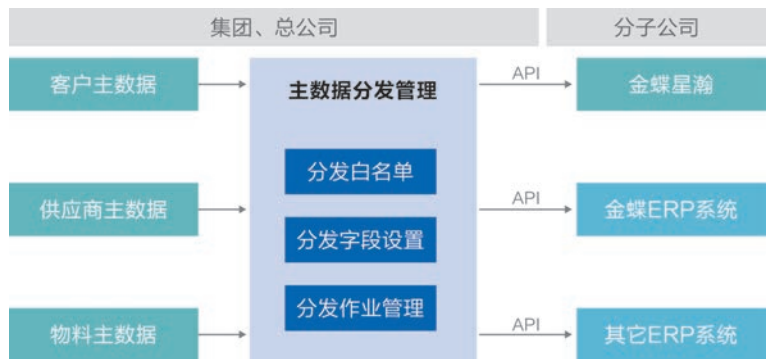 集团、总公司
分子公司
客户主数据
主数据分发管理
API
金蝶星瀚
分发白名单
供应商主数据
API
金蝶ERP系统
分发字段设置
分发作业管理
物料主数据
API
其它ERP系统